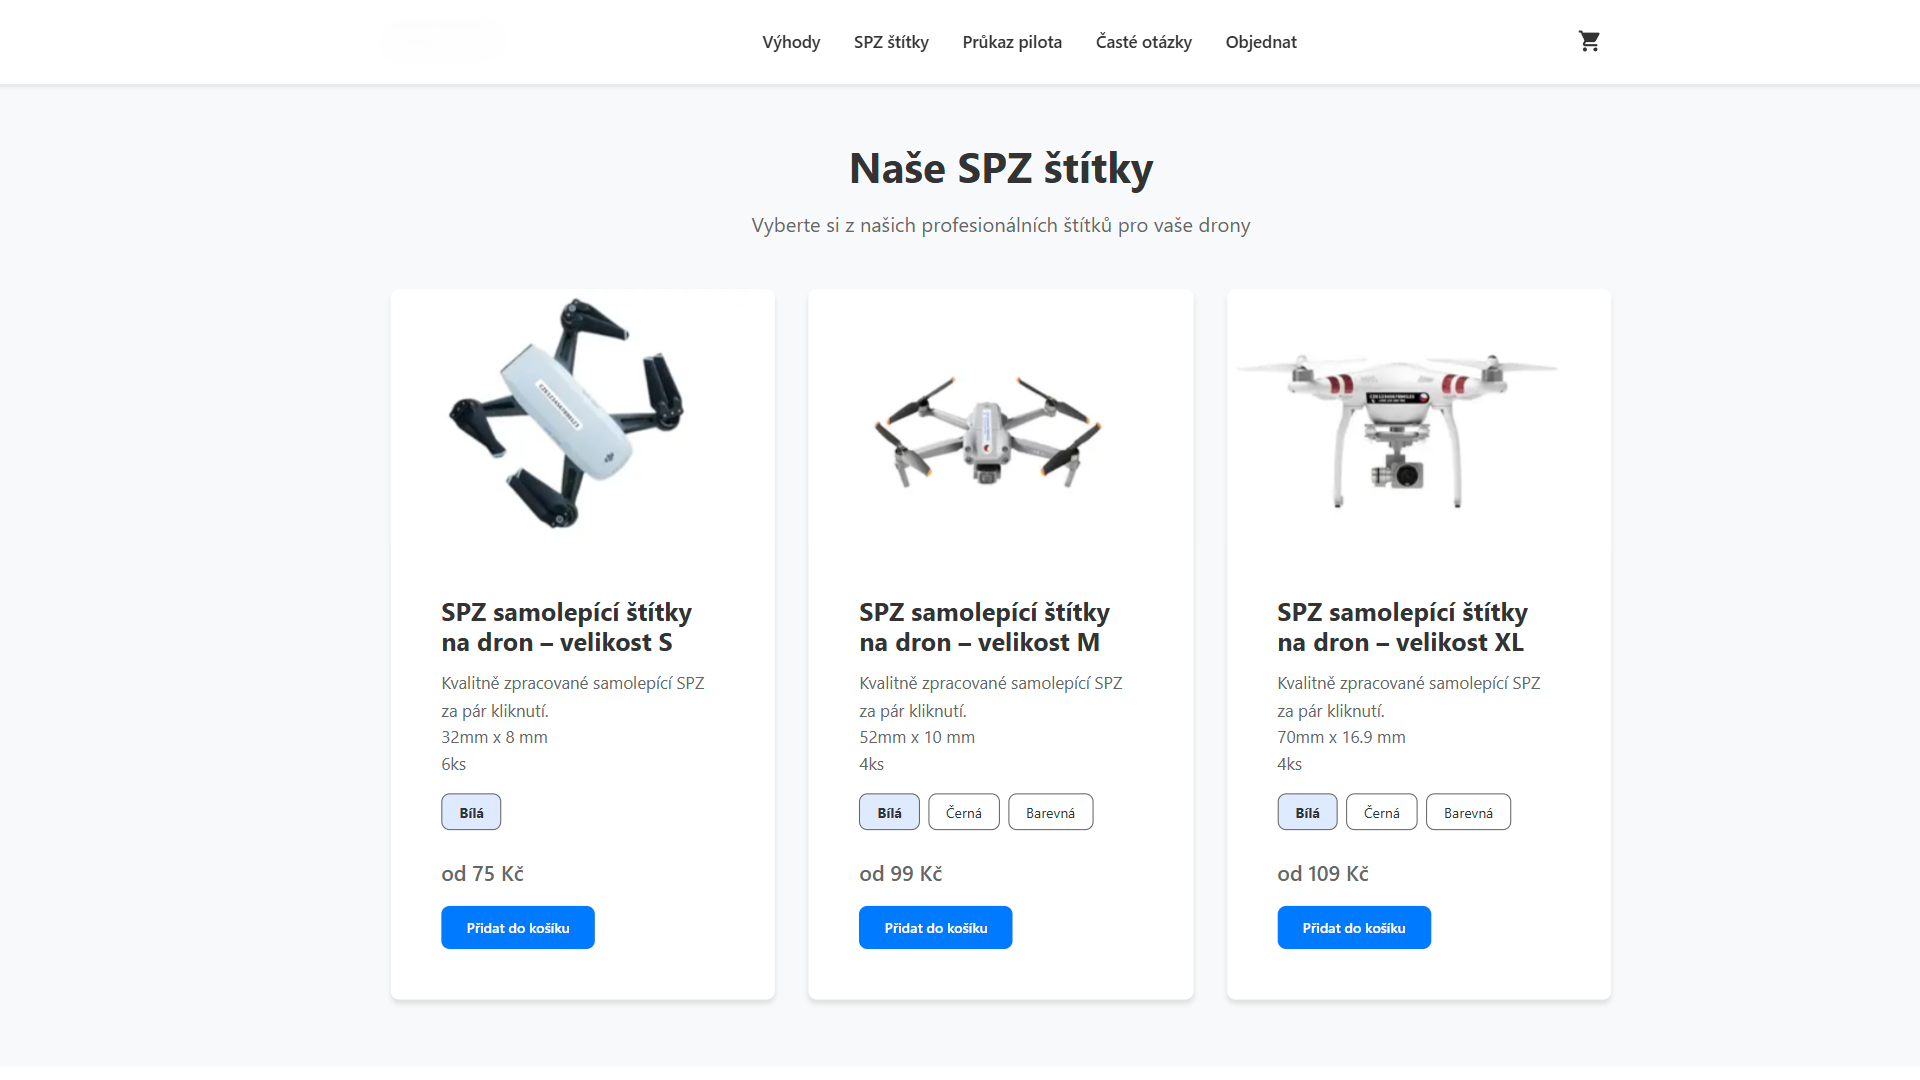 Výhody SPZ štítky Průkaz pilota Časté otázky Objednat
Naše SPZ štítky
Vyberte si z našich profesionálních štítků pro vaše drony
SPZ samolepící štítky
na dron – velikost S
Kvalitně zpracované samolepící SPZ
za pár kliknutí.
32mm x 8 mm
6ks
Bílá
od 75 Kč
Přidat do košíku
SPZ samolepící štítky
na dron – velikost M
Kvalitně zpracované samolepící SPZ
za pár kliknutí.
52mm x 10 mm
4ks
Bílá Černá Barevná
od 99 Kč
Přidat do košíku
SPZ samolepící štítky
na dron – velikost XL
Kvalitně zpracované samolepící SPZ
za pár kliknutí.
70mm x 16.9 mm
4ks
Bílá Černá Barevná
od 109 Kč
Přidat do košíku